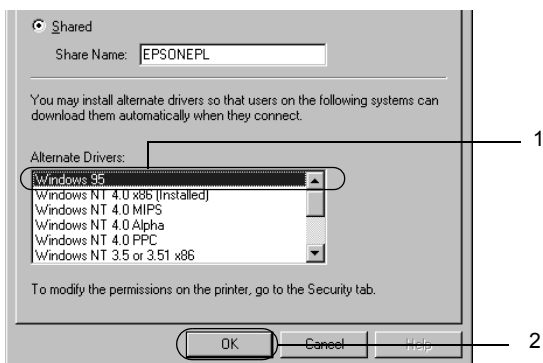 Shared
Share Name: EPSONEPL
You may install alternate drivers so that users on the following systems can
download them automatically when they connect.
1
Alternate Drivers:
Windows 95
Windows NT 4.0 x86 (Installed)
Windows NT 4.0 MIPS
Windows NT 4.0 Alpha
Windows NT 4.0 PPC
Windows NT 3.5 or 3.51 x86
To modify the permissions on the printer, go to the Security tab.
OK Cancel Help 2